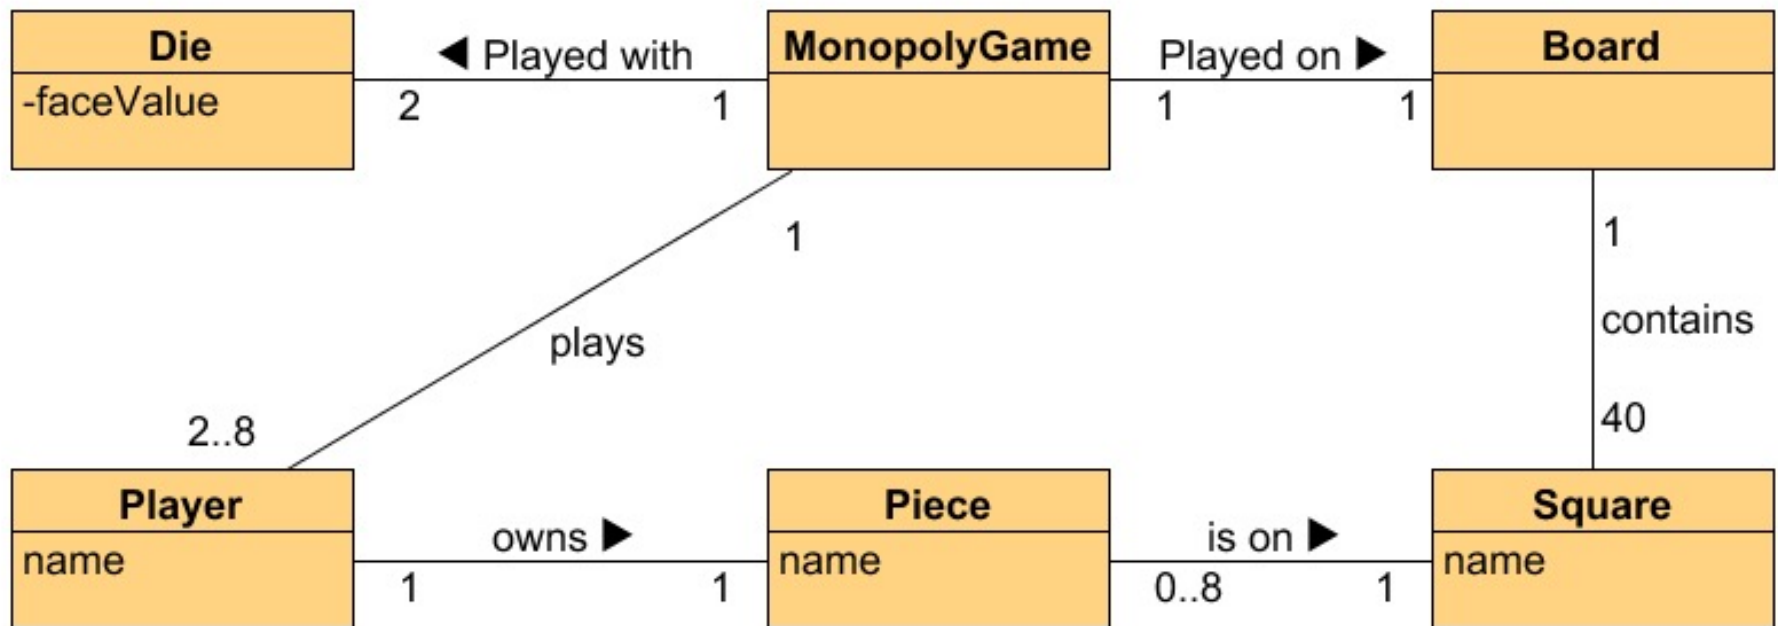 Die
-faceValue
◀ Played with
2
1
MonopolyGame
Played on ▶
1
1
Board
1
plays
2..8
1
contains
40
Player
name
owns ▶
1
1
Piece
name
is on ▶
0..8
1
Square
name